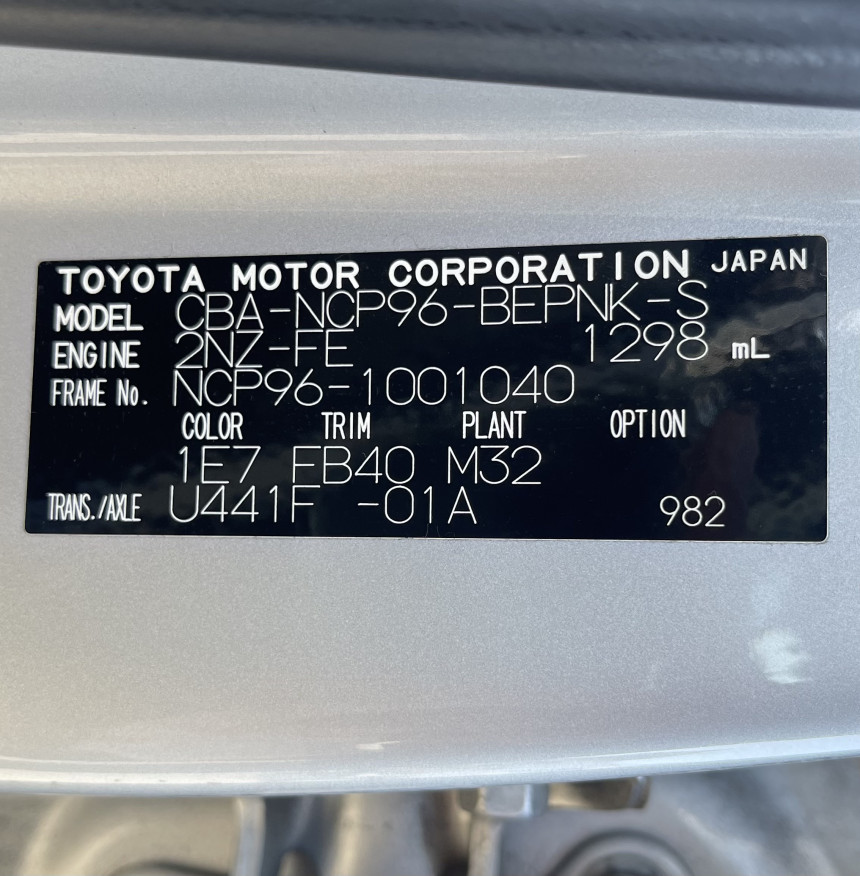 TOYOTA MOTOR CORPORATION JAPAN
MODEL CBA-NCP96-BEPNK-S
ENGINE 2NZ-FE 1298 mL
FRAME No. NCP96-1001040
COLOR TRIM PLANT OPTION
1E7 EB40 M32
TRANS./AXLE U441F -01A 982